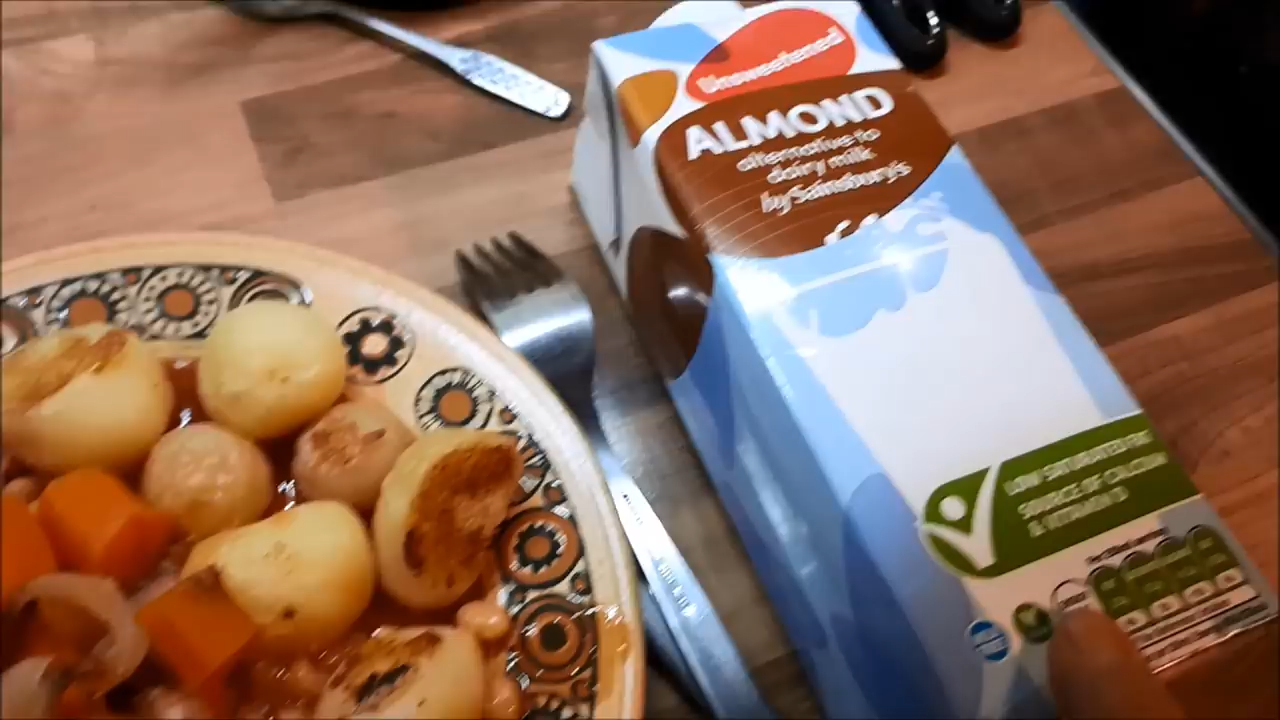 Unsweetened
ALMOND
alternative to
dairy milk
by Sainsbury's
LOW SATURATED FAT
SOURCE OF CALCIUM
& VITAMIN D